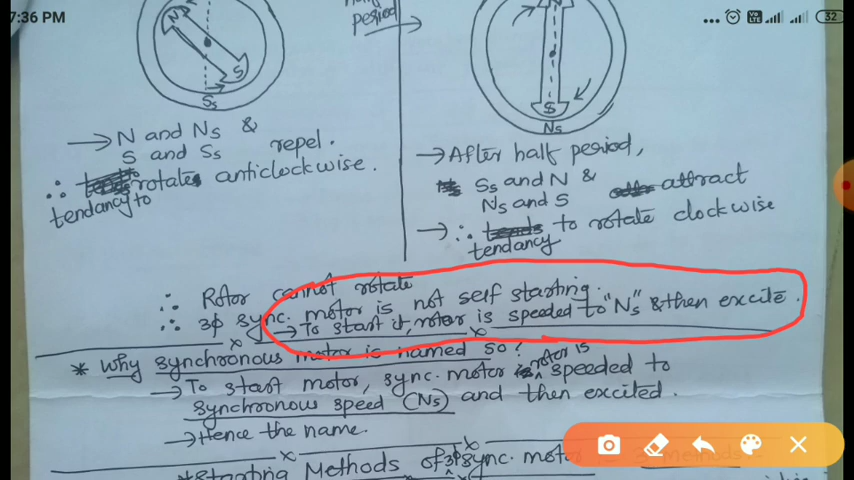 7:36 PM
32
half
period
N
S
Ss
S
Ns
→ N and Ns &
S and Ss repel.
∴ rotates anticlockwise.
tendancy to
→ After half period,
Ss and N &
Ns and S attract
→ ∴ to rotate clockwise
tendancy
∴ Rotor cannot rotate
∴ 3ϕ sync. motor is not self starting.
→ To start it, rotor is speeded to "Ns" & then excite.
* Why synchronous motor is named so?
→ To start motor, sync. motor rotor is speeded to
synchronous speed (Ns) and then excited.
→ Hence the name.
* Starting Methods of 3ϕ sync. motor